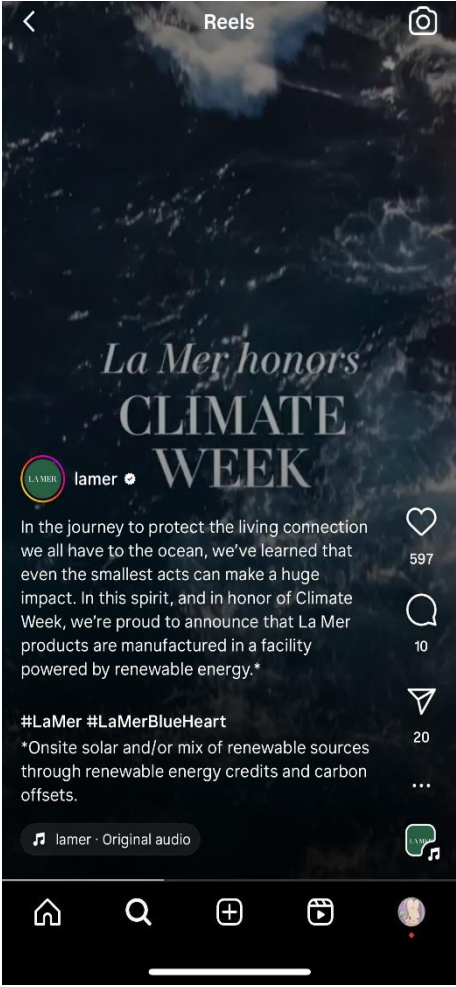 Reels
La Mer honors
CLIMATE
WEEK
LA MER
lamer
In the journey to protect the living connection
we all have to the ocean, we've learned that
even the smallest acts can make a huge
impact. In this spirit, and in honor of Climate
Week, we're proud to announce that La Mer
products are manufactured in a facility
powered by renewable energy.*
#LaMer #LaMerBlueHeart
*Onsite solar and/or mix of renewable sources
through renewable energy credits and carbon
offsets.
597
10
20
lamer · Original audio
LA MER